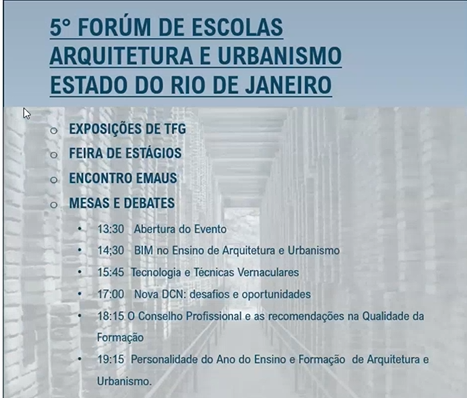 5° FORÚM DE ESCOLAS
ARQUITETURA E URBANISMO
ESTADO DO RIO DE JANEIRO
o EXPOSIÇÕES DE TFG
o FEIRA DE ESTÁGIOS
o ENCONTRO EMAUS
o MESAS E DEBATES
• 13:30 Abertura do Evento
• 14;30 BIM no Ensino de Arquitetura e Urbanismo
• 15:45 Tecnologia e Técnicas Vernaculares
• 17:00 Nova DCN: desafios e oportunidades
• 18:15 O Conselho Profissional e as recomendações na Qualidade da
Formação
• 19:15 Personalidade do Ano do Ensino e Formação de Arquitetura e
Urbanismo.